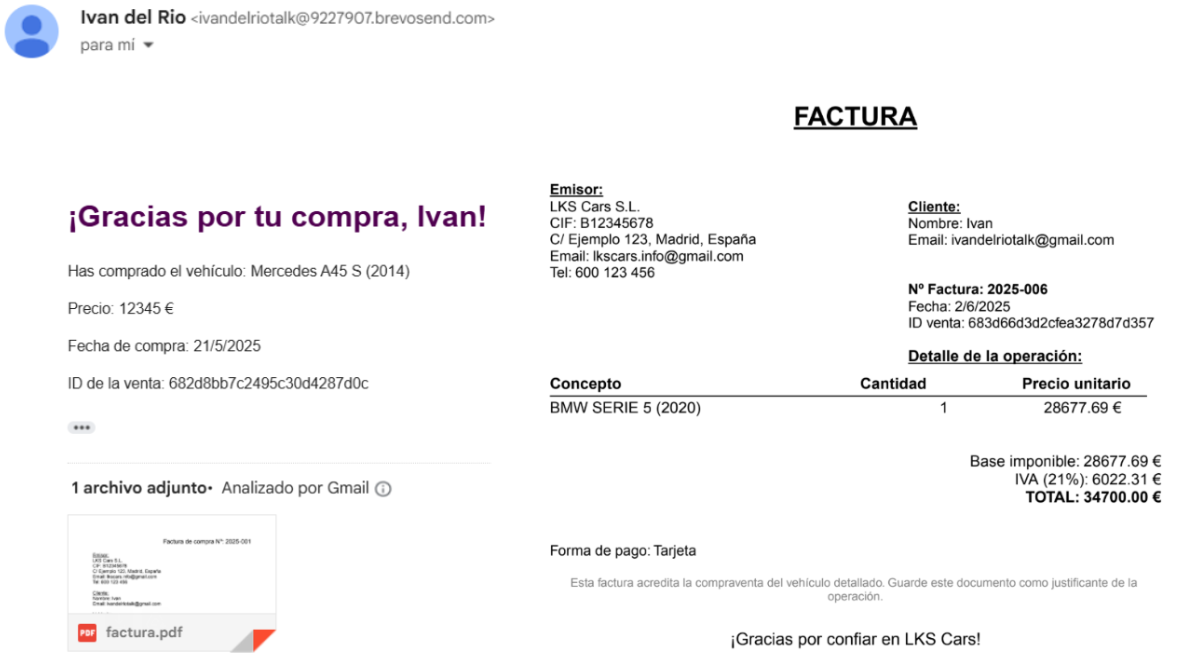 Ivan del Rio <ivandelriotalk@9227907.brevosend.com>
para mí
¡Gracias por tu compra, Ivan!
Has comprado el vehículo: Mercedes A45 S (2014)
Precio: 12345 €
Fecha de compra: 21/5/2025
ID de la venta: 682d8bb7c2495c30d4287d0c
•••
1 archivo adjunto• Analizado por Gmail
Factura de compra Nº: 2025-001
Emisor:
LKS Cars S.L.
CIF: B12345678
C/ Ejemplo 123, Madrid, España
Email: lkscars.info@gmail.com
Tel: 600 123 456
Cliente:
Nombre: Ivan
Email: ivandelriotalk@gmail.com
PDF factura.pdf
FACTURA
Emisor:
LKS Cars S.L.
CIF: B12345678
C/ Ejemplo 123, Madrid, España
Email: lkscars.info@gmail.com
Tel: 600 123 456
Cliente:
Nombre: Ivan
Email: ivandelriotalk@gmail.com
Nº Factura: 2025-006
Fecha: 2/6/2025
ID venta: 683d66d3d2cfea3278d7d357
Detalle de la operación:
Concepto Cantidad Precio unitario
BMW SERIE 5 (2020) 1 28677.69 €
Base imponible: 28677.69 €
IVA (21%): 6022.31 €
TOTAL: 34700.00 €
Forma de pago: Tarjeta
Esta factura acredita la compraventa del vehículo detallado. Guarde este documento como justificante de la
operación.
¡Gracias por confiar en LKS Cars!